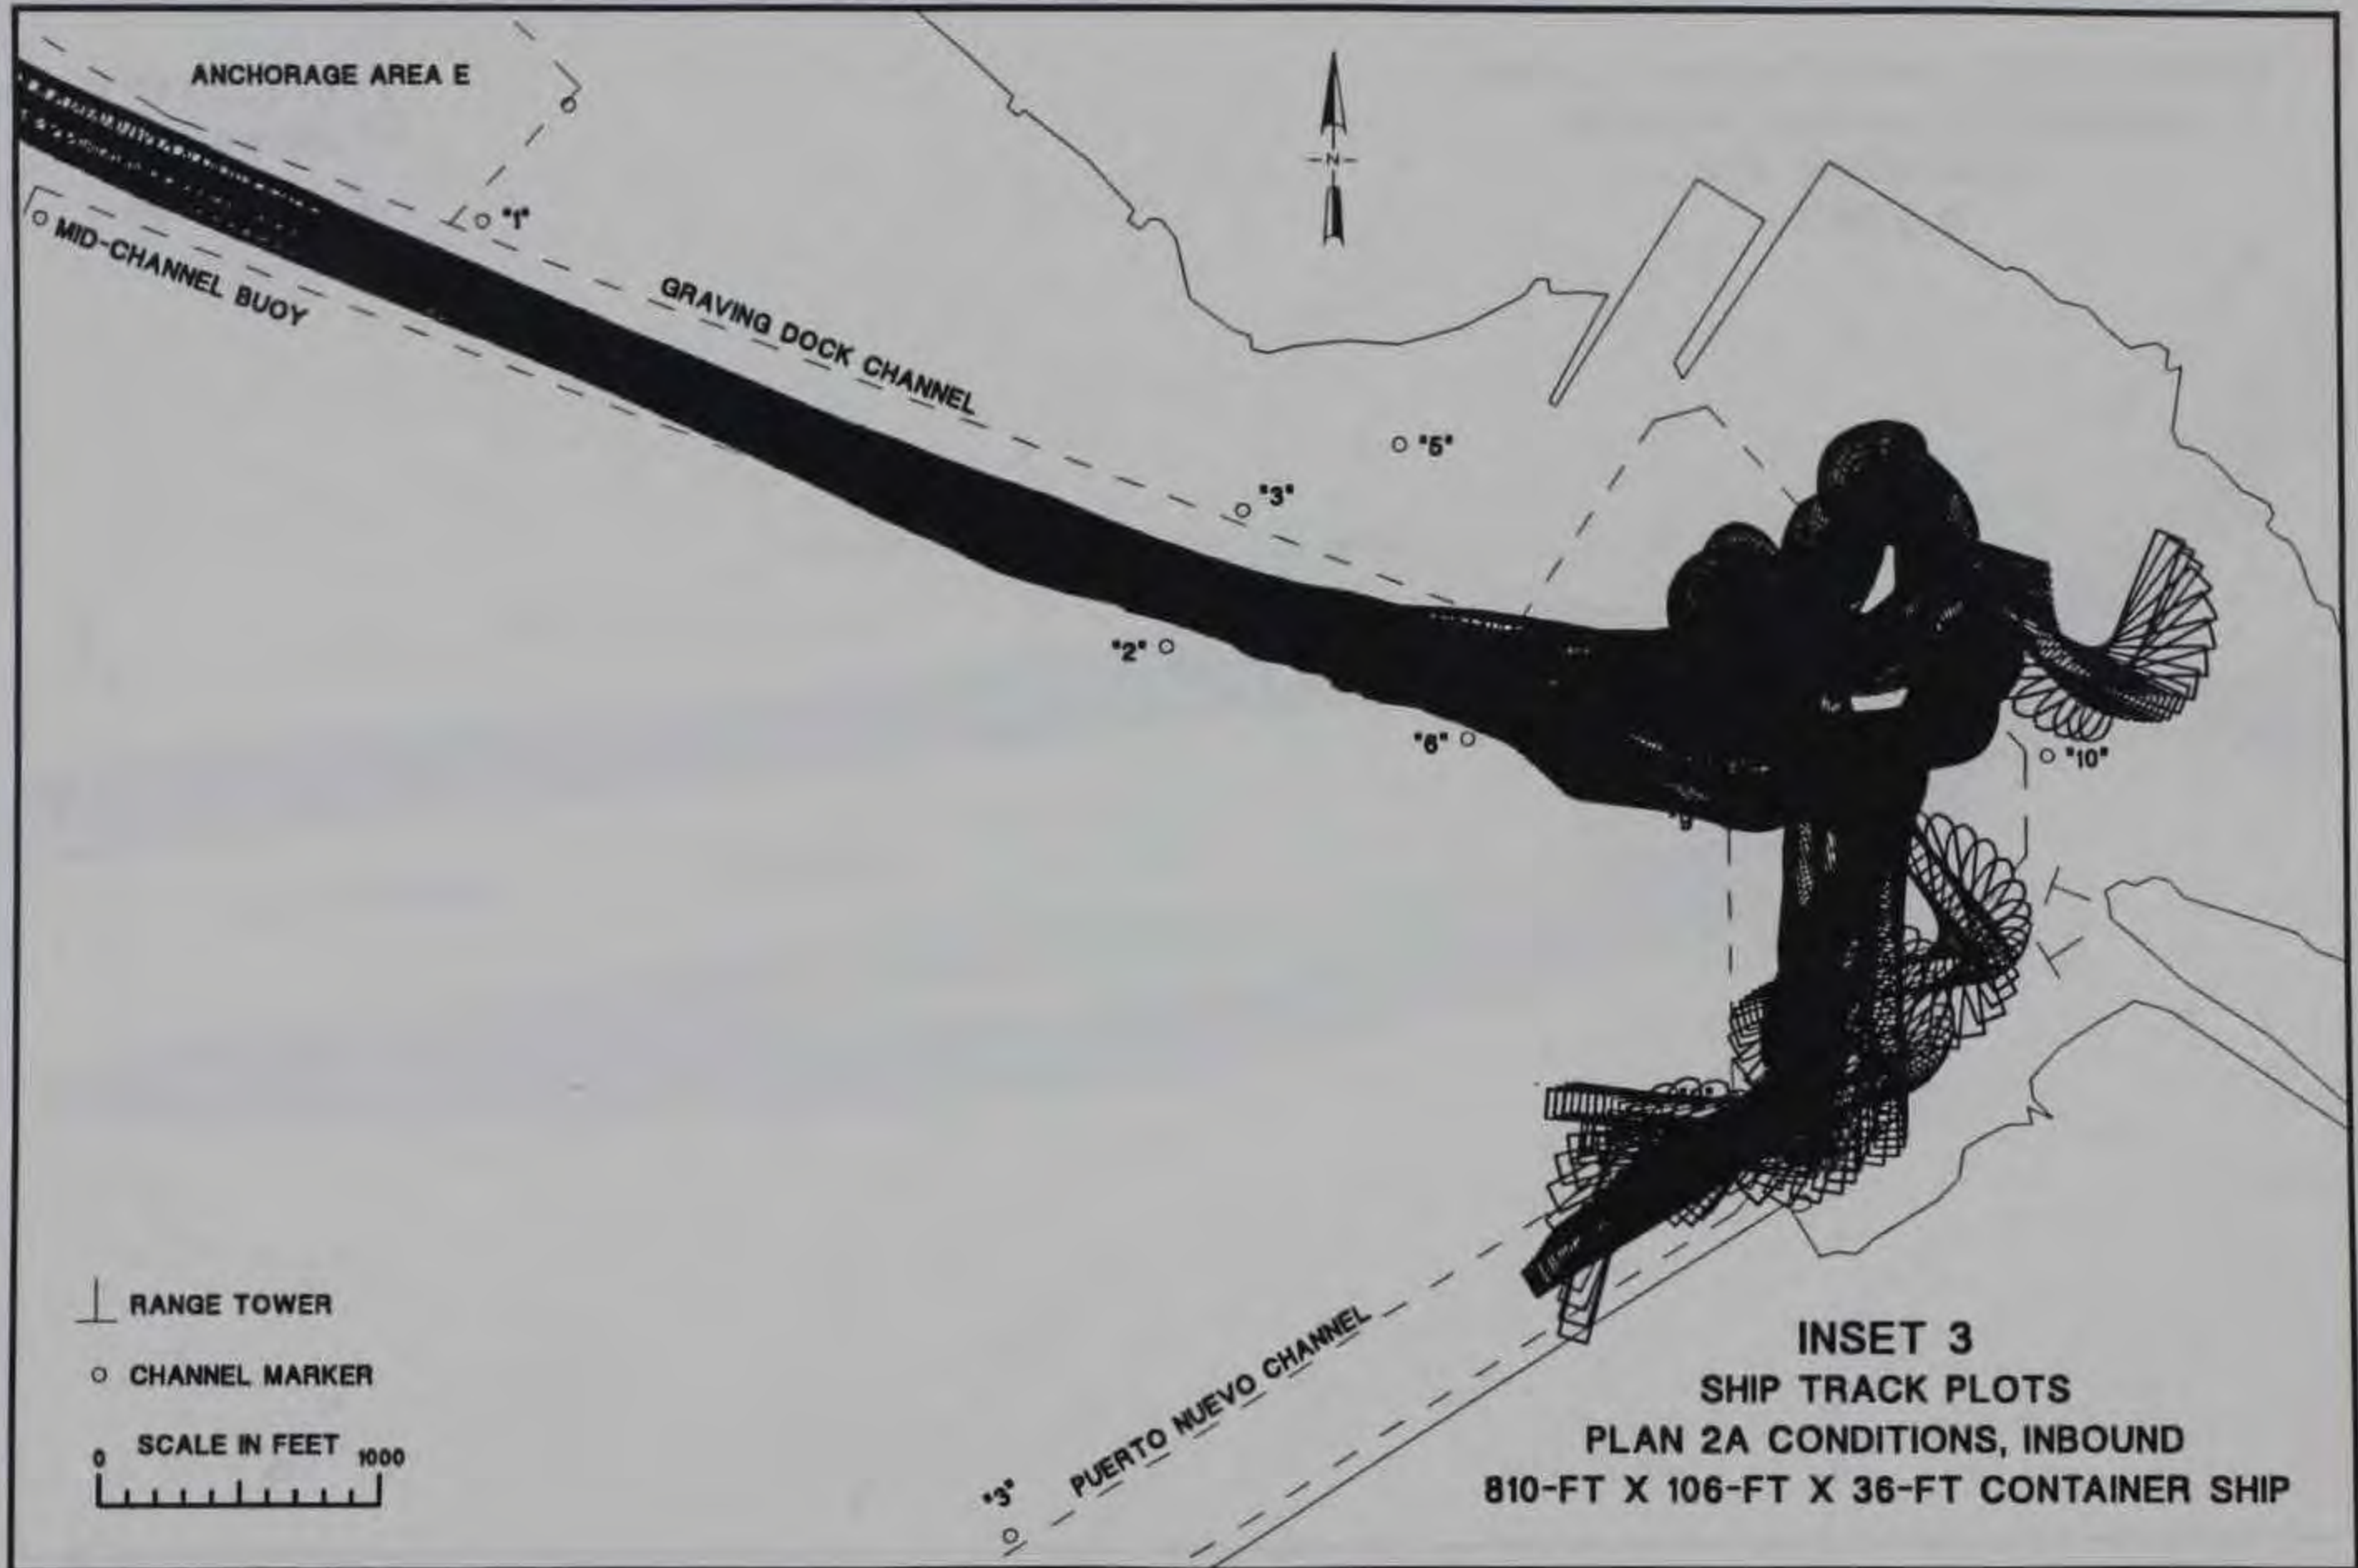 ANCHORAGE AREA E
N
"1"
MID-CHANNEL BUOY
GRAVING DOCK CHANNEL
"5"
"3"
"2"
"6"
"10"
RANGE TOWER
CHANNEL MARKER
SCALE IN FEET
0 1000
"3"
PUERTO NUEVO CHANNEL
INSET 3
SHIP TRACK PLOTS
PLAN 2A CONDITIONS, INBOUND
810-FT X 106-FT X 36-FT CONTAINER SHIP